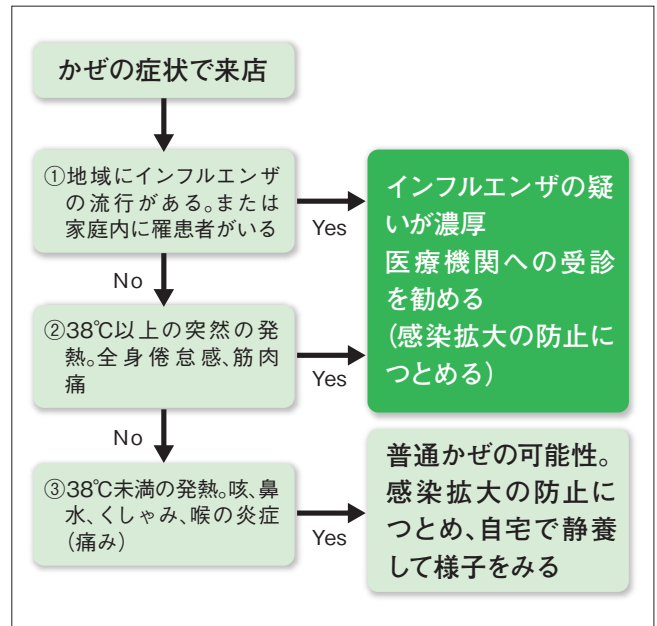 かぜの症状で来店
①地域にインフルエンザ
の流行がある。または
家庭内に罹患者がいる
Yes
インフルエンザの疑
いが濃厚
医療機関への受診
を勧める
(感染拡大の防止に
つとめる)
No
②38℃以上の突然の発
熱。全身倦怠感、筋肉
痛
Yes
No
③38℃未満の発熱。咳、鼻
水、くしゃみ、喉の炎症
(痛み)
Yes
普通かぜの可能性。
感染拡大の防止に
つとめ、自宅で静養
して様子をみる